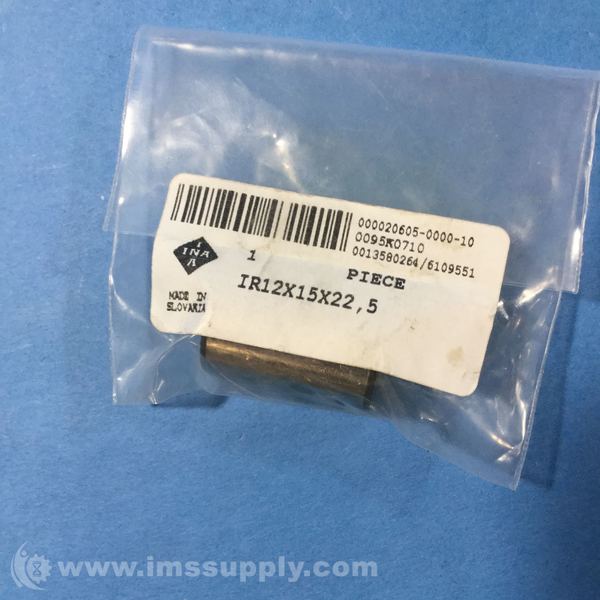 000020605-0000-10
0095K0710
0013580264/6109551
I
INA
A
1 PIECE
IR12X15X22,5
MADE IN
SLOVAKIA
www.imssupply.com